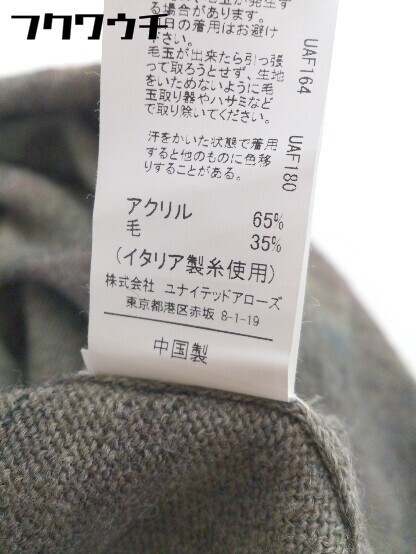 フクウクチ
る場合があります。
日の着用はお避け
ださい。
毛玉が出来たら引っ張
って取ろうとせず、生地
をいためないように毛
玉取り器やハサミなど
で取り除いてください。
UAF164
汗をかいた状態で着用
すると他のものに色移
りすることがある。
UAF180
アクリル 65%
毛 35%
(イタリア製糸使用)
株式会社 ユナイテッドアローズ
東京都港区赤坂 8-1-19
中国製